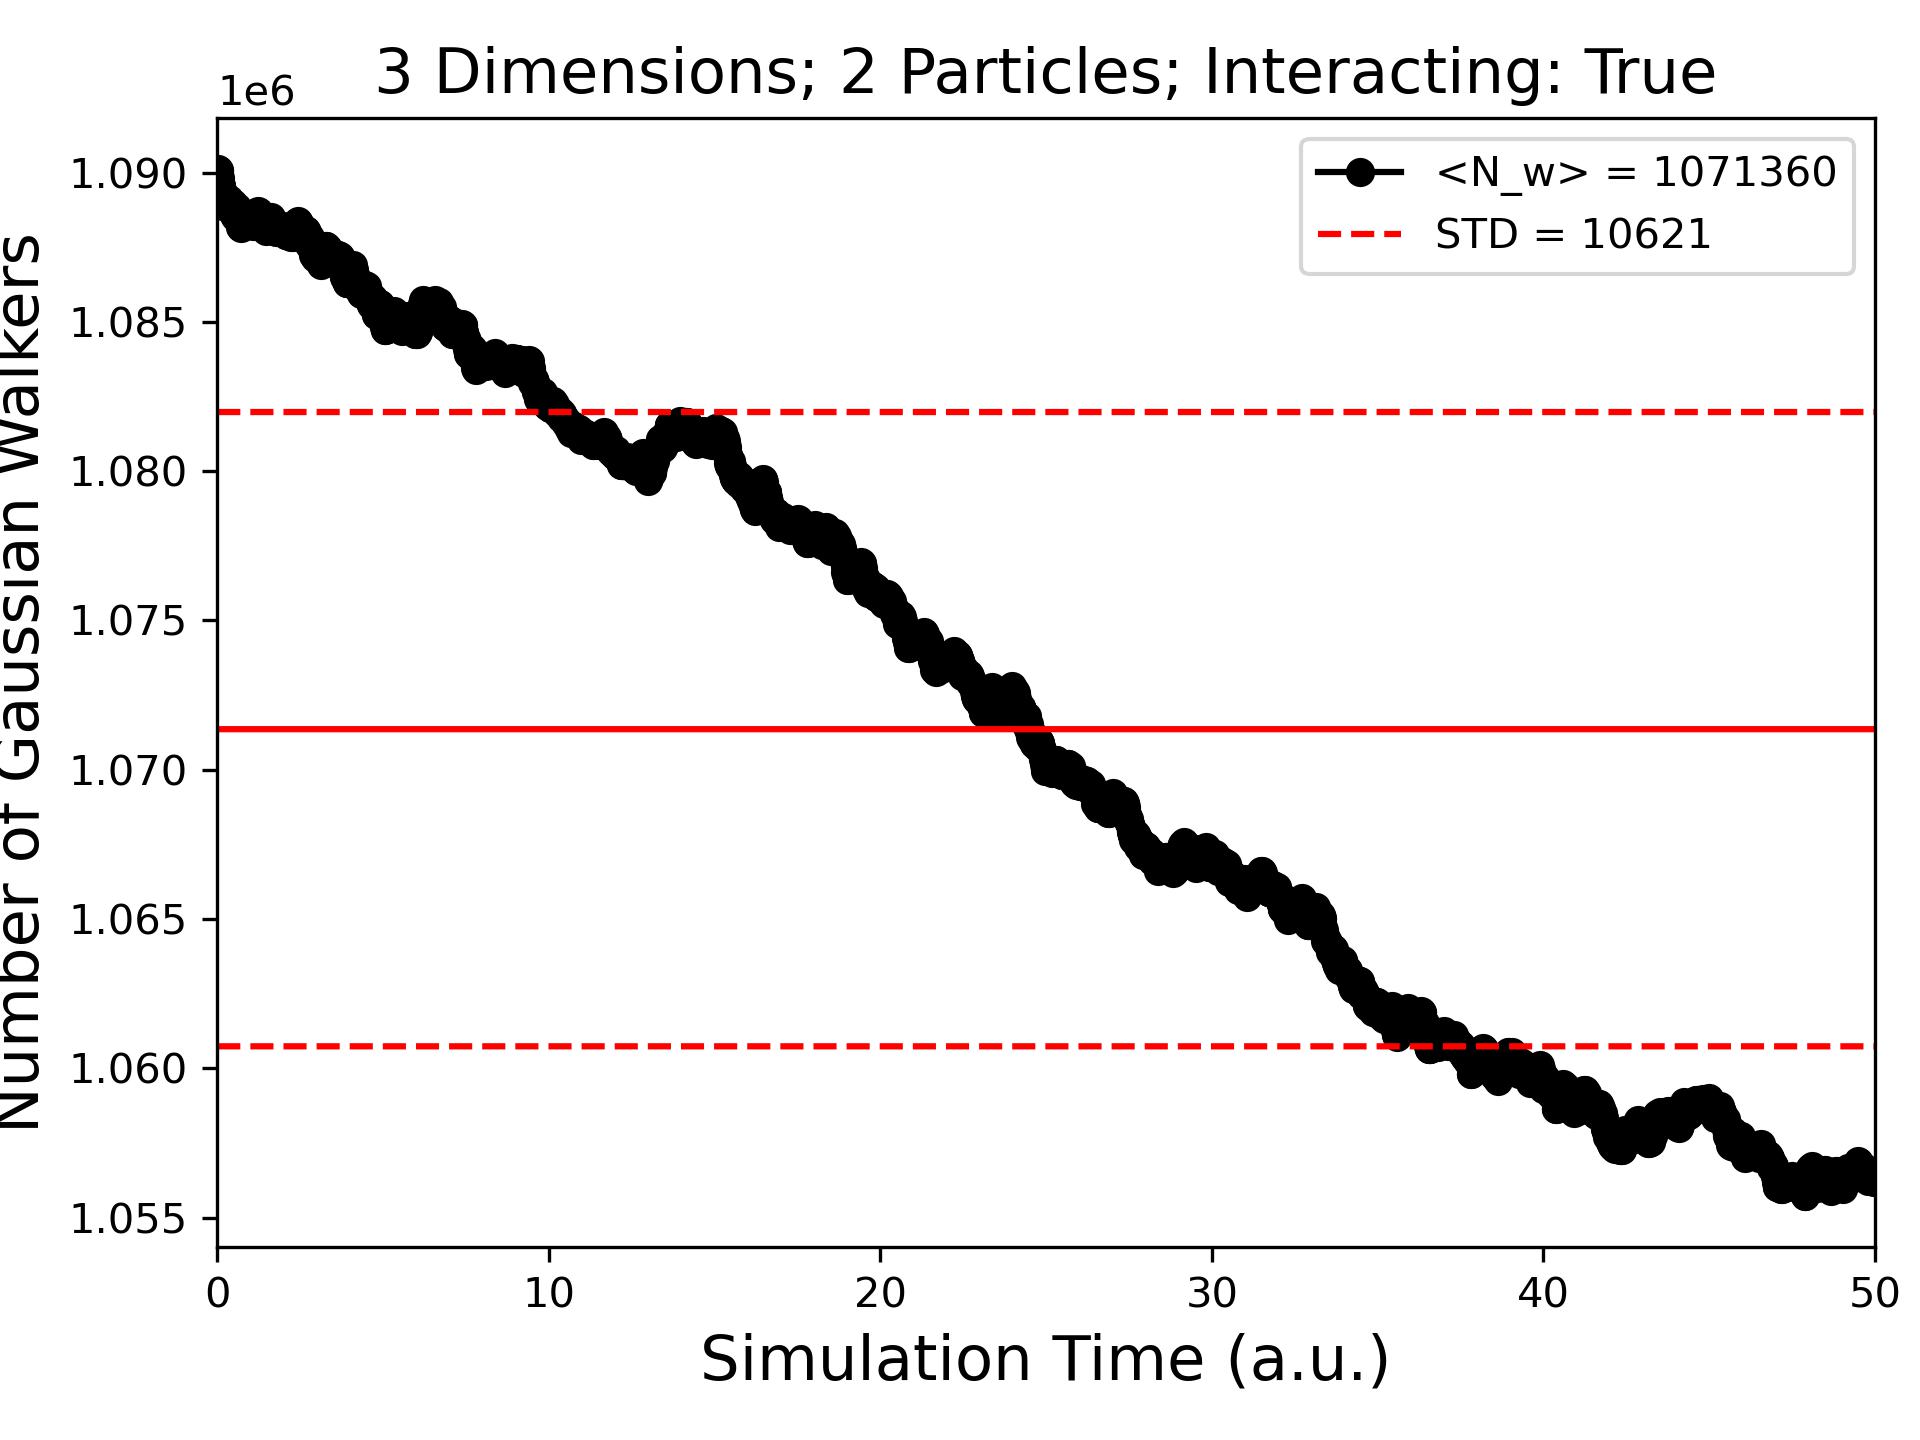 3 Dimensions; 2 Particles; Interacting: True
1e6
<N_w> = 1071360
STD = 10621
Number of Gaussian Walkers
1.090
1.085
1.080
1.075
1.070
1.065
1.060
1.055
0 10 20 30 40 50
Simulation Time (a.u.)